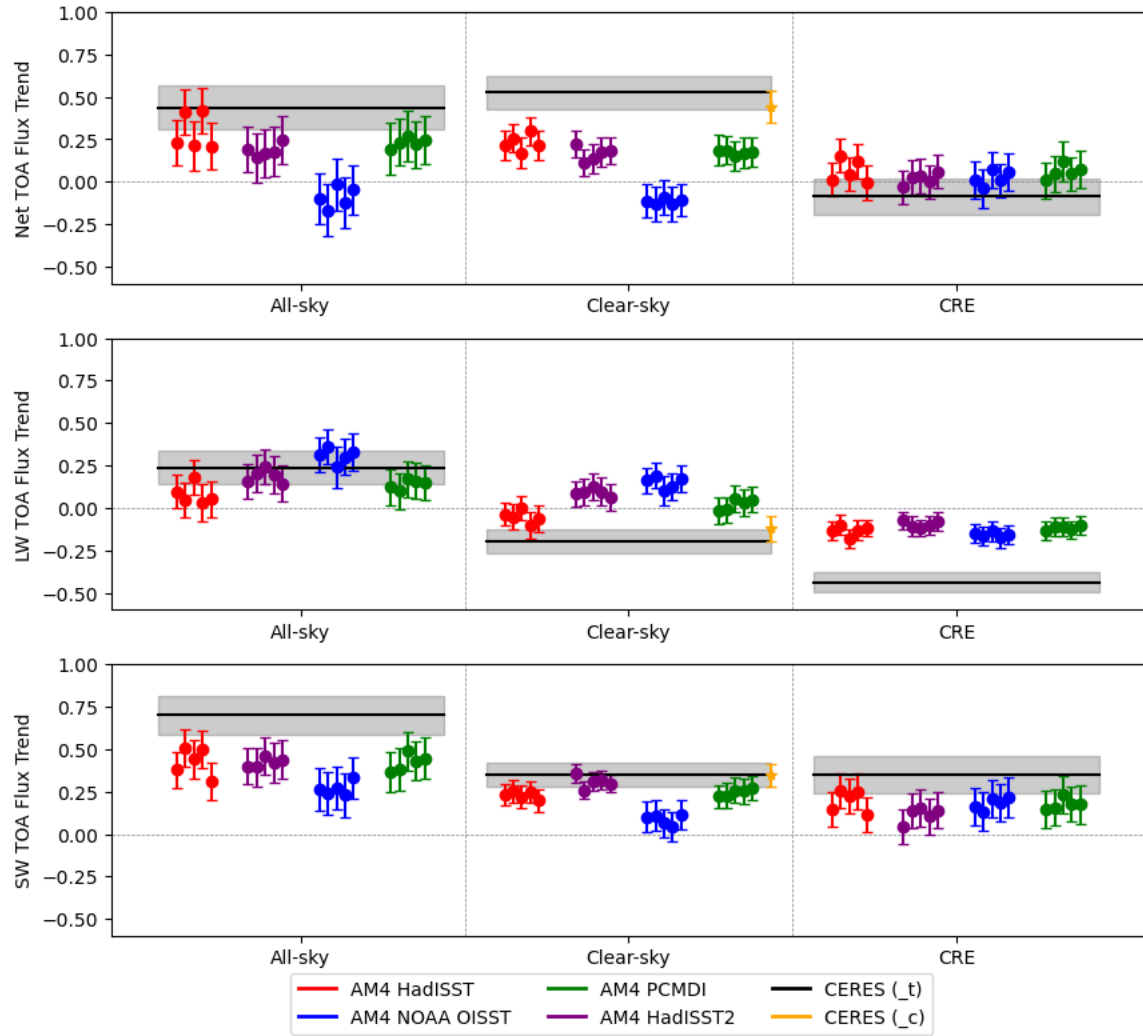 1.00
0.75
0.50
0.25
0.00
−0.25
−0.50
Net TOA Flux Trend
All-sky Clear-sky CRE
1.00
0.75
0.50
0.25
0.00
−0.25
−0.50
LW TOA Flux Trend
All-sky Clear-sky CRE
1.00
0.75
0.50
0.25
0.00
−0.25
−0.50
SW TOA Flux Trend
All-sky Clear-sky CRE
AM4 HadISST AM4 PCMDI CERES (_t)
AM4 NOAA OISST AM4 HadISST2 CERES (_c)